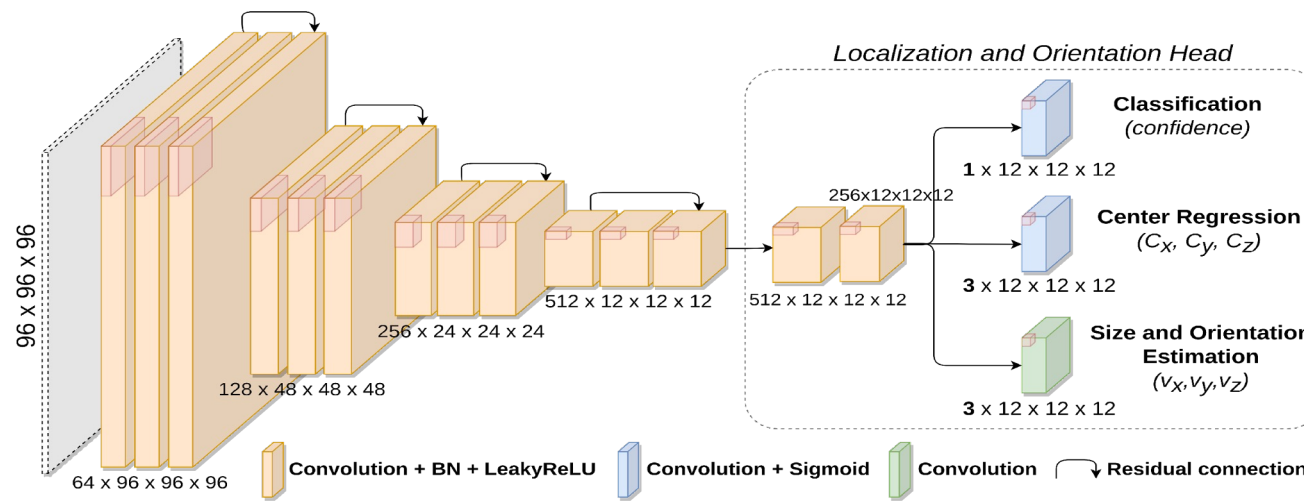 Localization and Orientation Head
96 x 96 x 96
64 x 96 x 96 x 96
128 x 48 x 48 x 48
256 x 24 x 24 x 24
512 x 12 x 12 x 12
512 x 12 x 12 x 12
256x12x12x12
Classification
(confidence)
1 x 12 x 12 x 12
Center Regression
(Cx, Cy, Cz)
3 x 12 x 12 x 12
Size and Orientation
Estimation
(vx,vy,vz)
3 x 12 x 12 x 12
Convolution + BN + LeakyReLU
Convolution + Sigmoid
Convolution
Residual connection